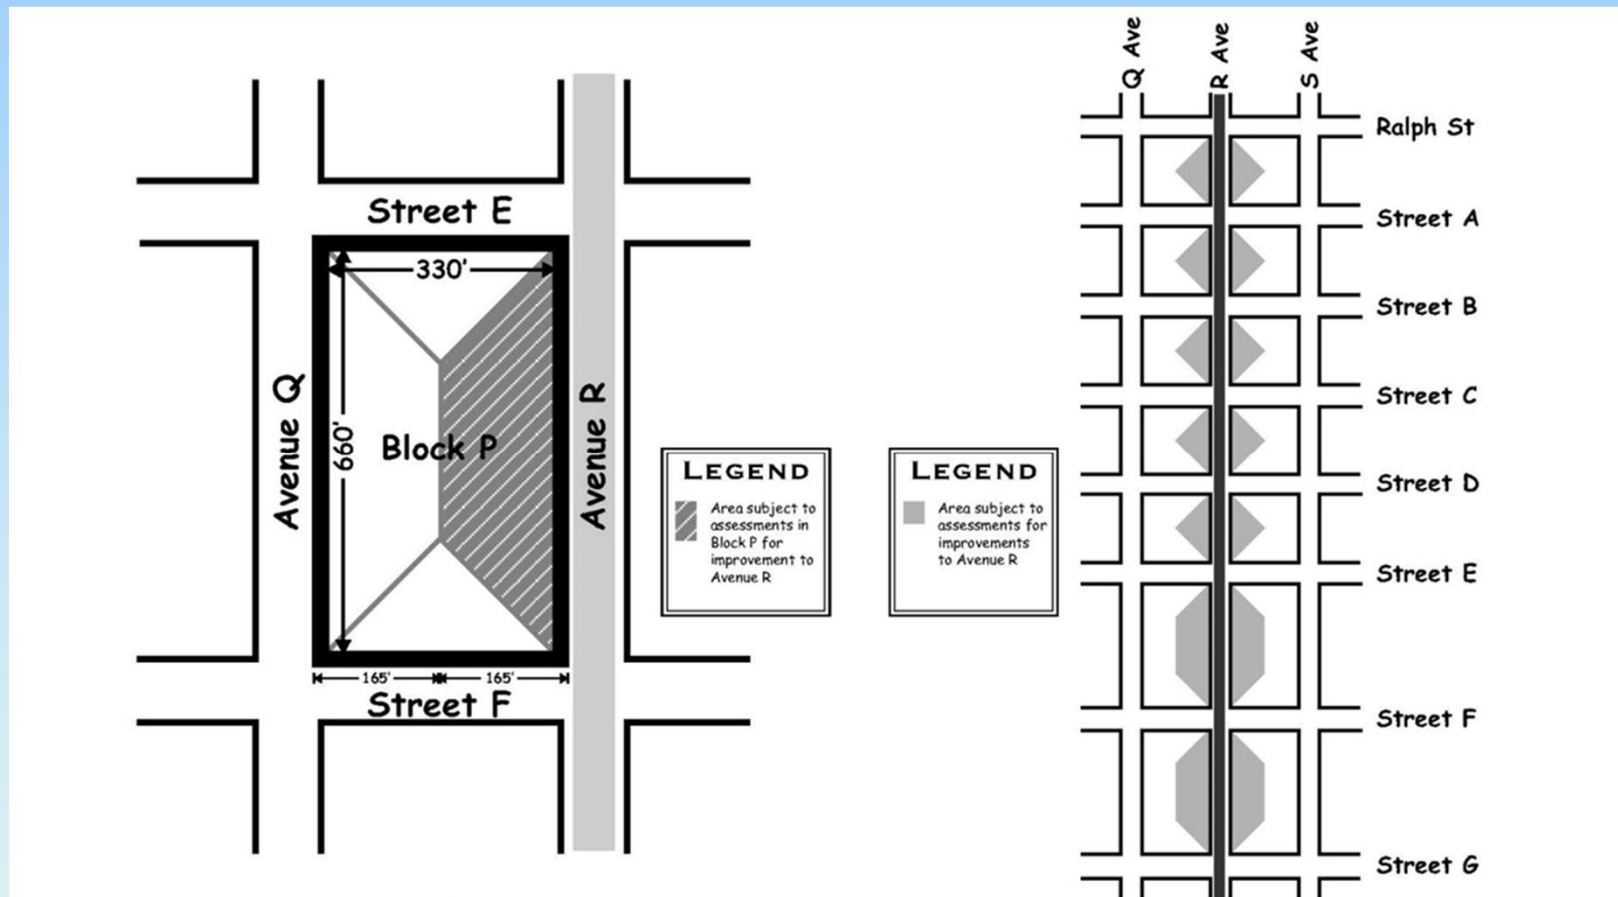 Street E
330'
Avenue Q
660'
Block P
Avenue R
165'
165'
Street F
LEGEND
Area subject to
assessments in
Block P for
improvement to
Avenue R
LEGEND
Area subject to
assessments for
improvements
to Avenue R
Q Ave
R Ave
S Ave
Ralph St
Street A
Street B
Street C
Street D
Street E
Street F
Street G